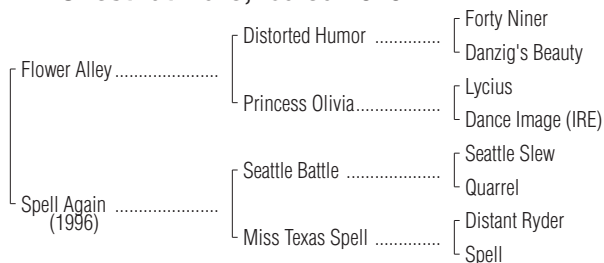 Distorted Humor ................
Forty Niner
Danzig's Beauty
Flower Alley .......................
Princess Olivia ..................
Lycius
Dance Image (IRE)
Seattle Battle ....................
Seattle Slew
Quarrel
Spell Again .......................
(1996)
Miss Texas Spell ...............
Distant Ryder
Spell